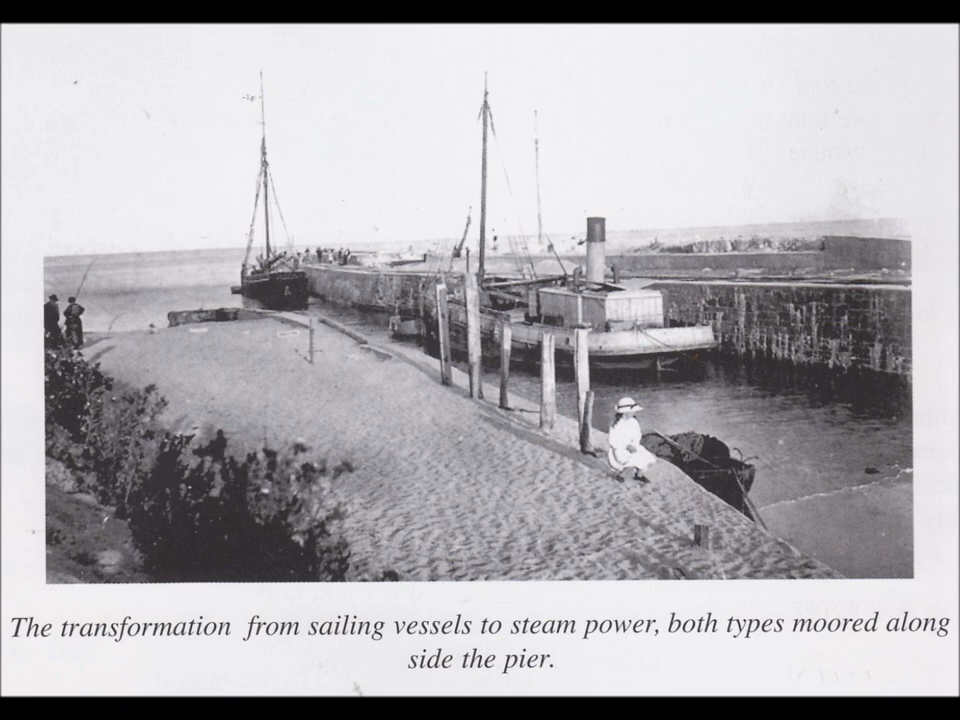 The transformation from sailing vessels to steam power, both types moored along
side the pier.